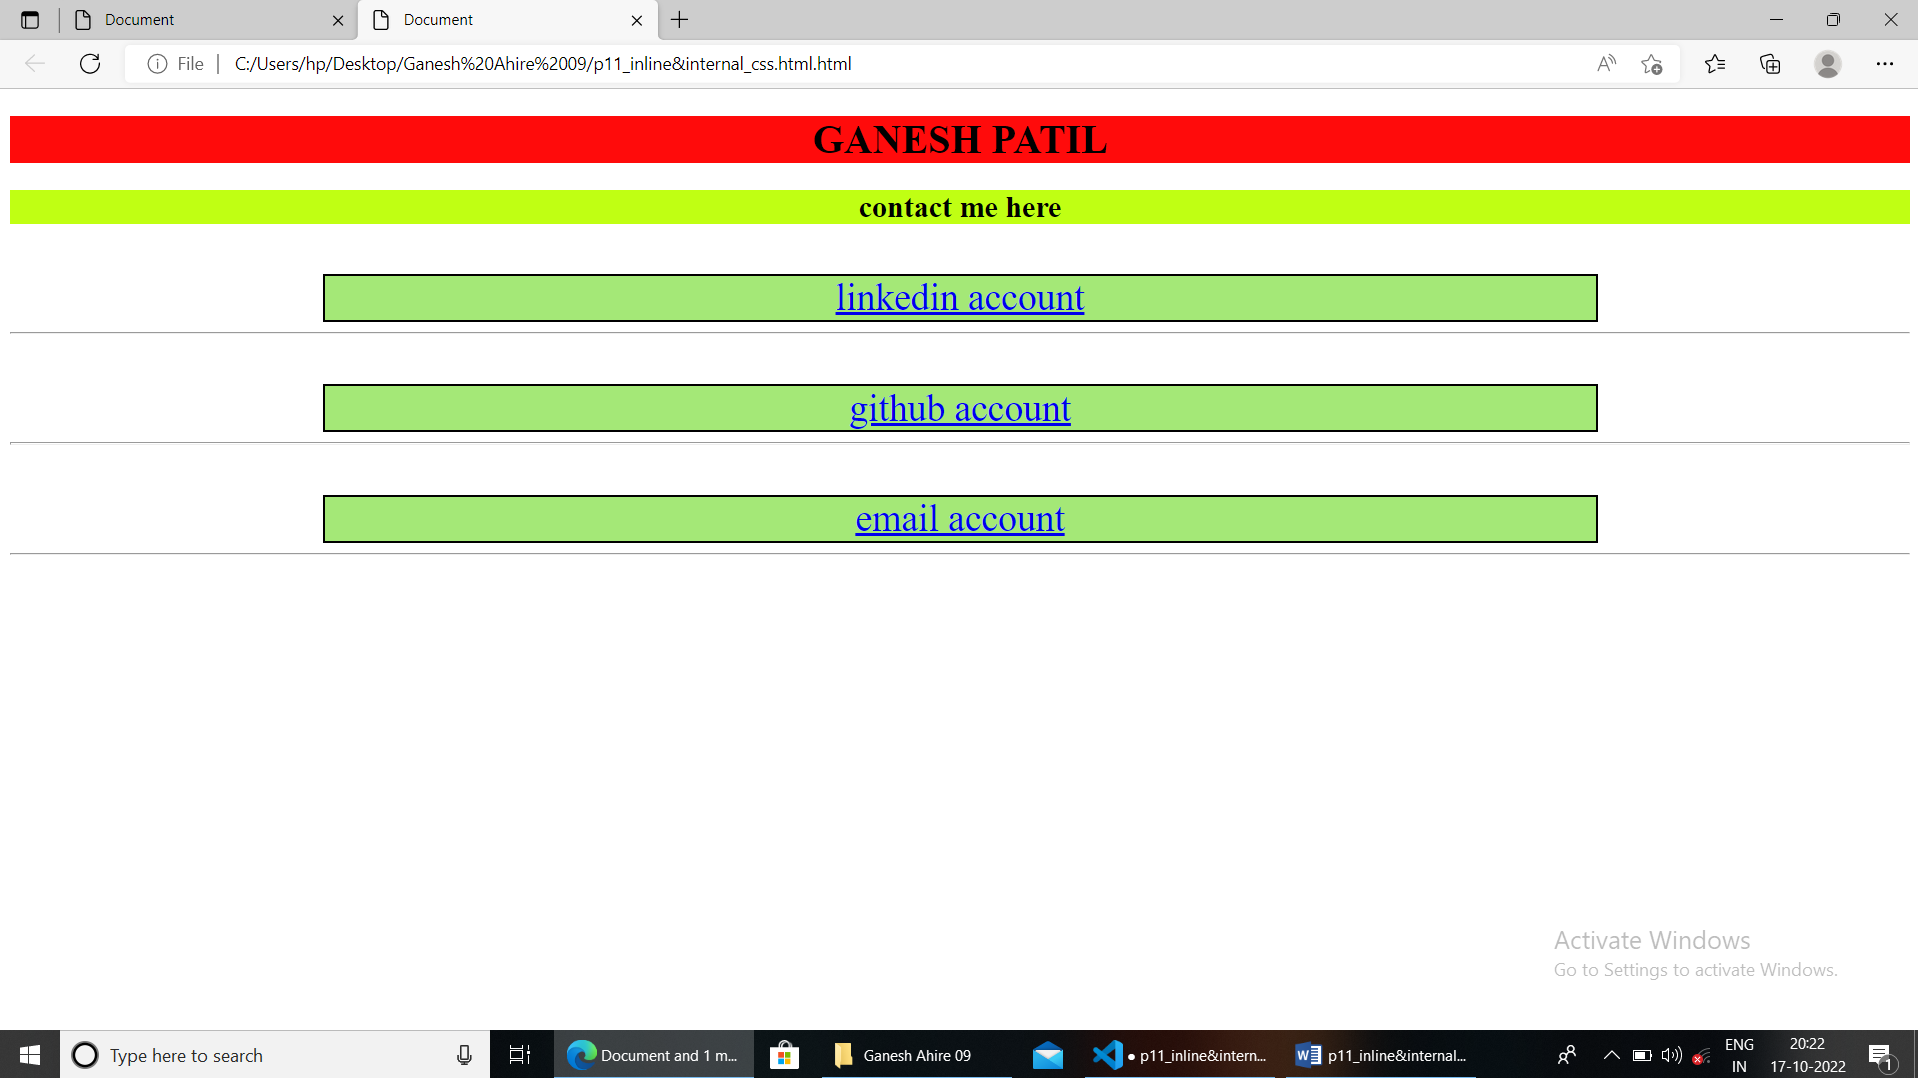 Document
Document
File
C:/Users/hp/Desktop/Ganesh%20Ahire%2009/p11_inline&internal_css.html.html
GANESH PATIL
contact me here
linkedin account
github account
email account
Activate Windows
Go to Settings to activate Windows.
Type here to search
Document and 1 m...
Ganesh Ahire 09
● p11_inline&intern...
p11_inline&internal...
ENG
IN
20:22
17-10-2022
1